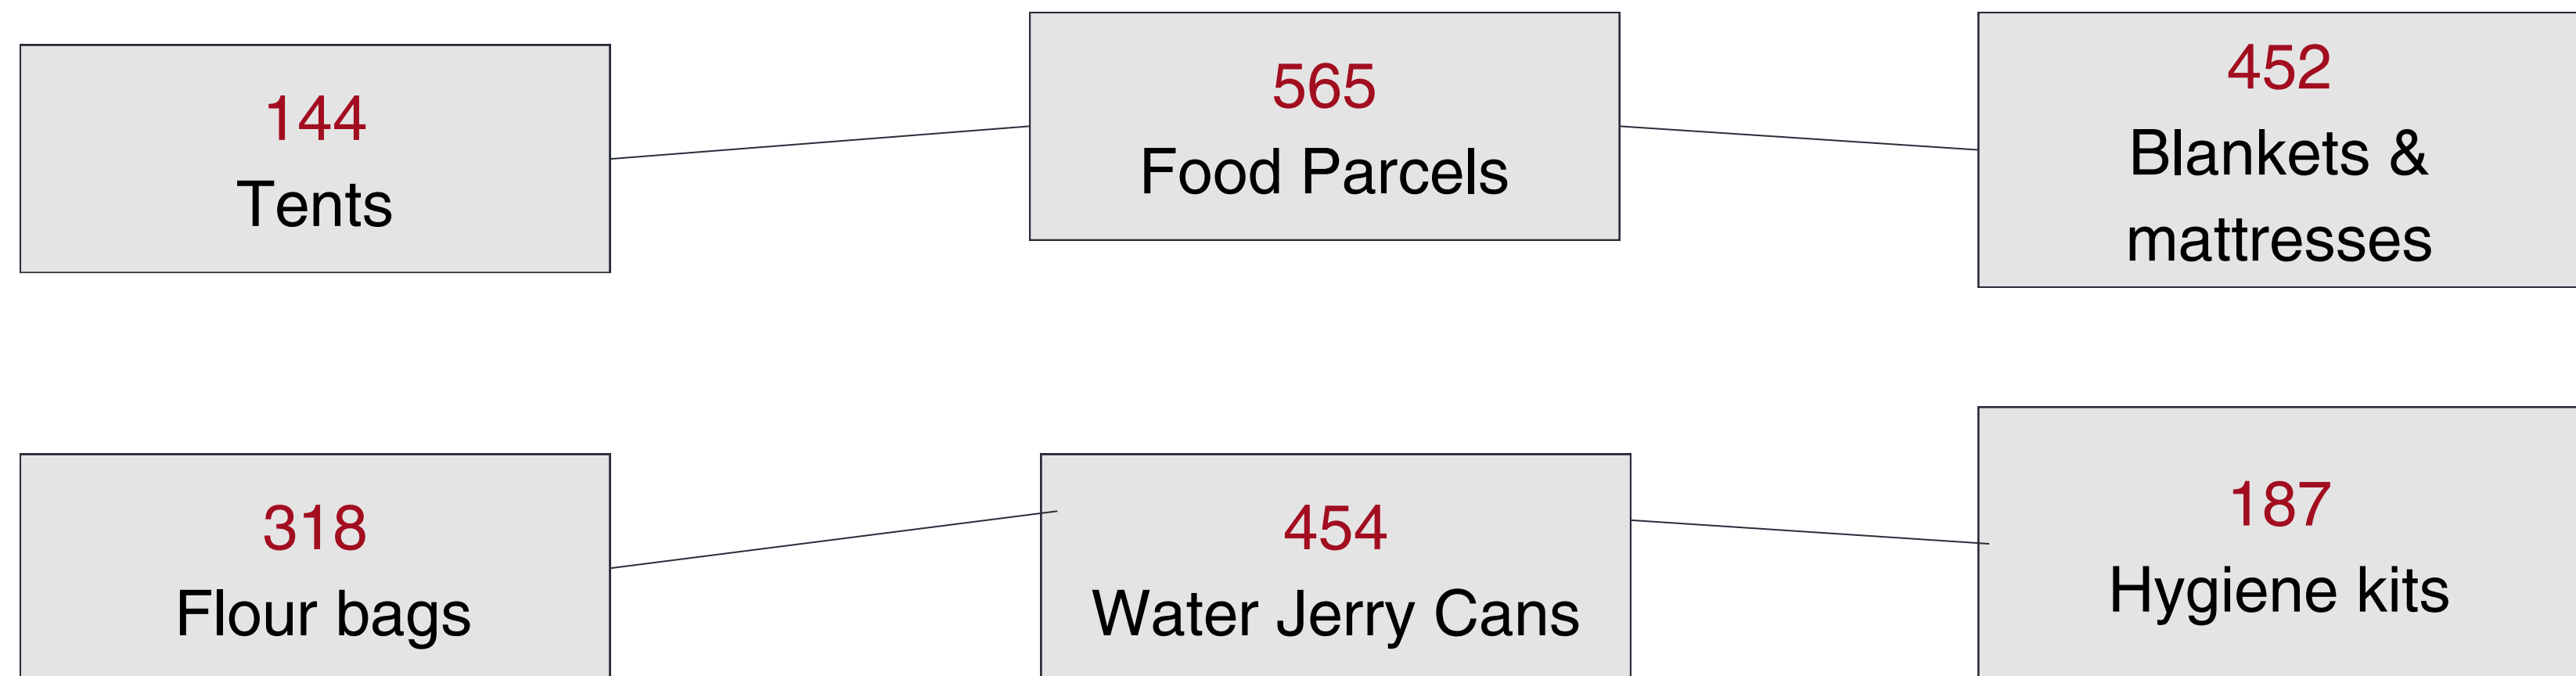 144
Tents
565
Food Parcels
452
Blankets &
mattresses
318
Flour bags
454
Water Jerry Cans
187
Hygiene kits